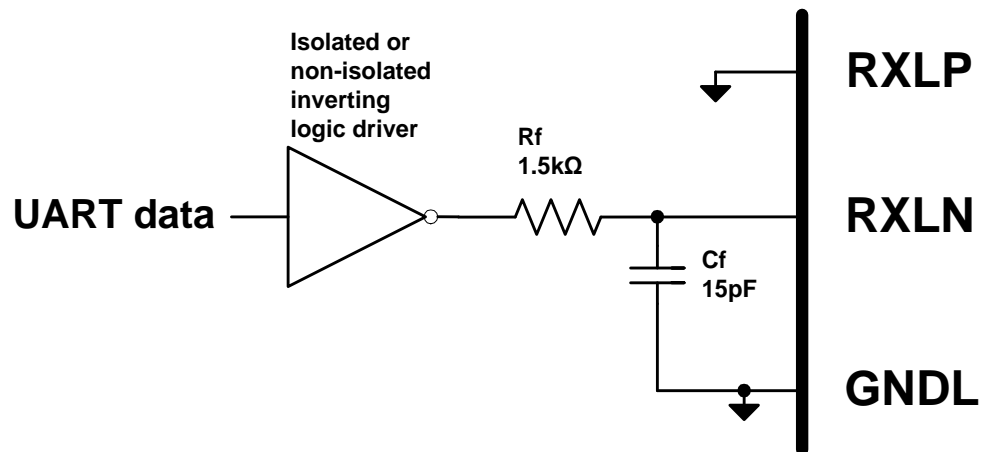 Isolated or
non-isolated
inverting
logic driver
UART data
Rf
1.5kΩ
Cf
15pF
RXLP
RXLN
GNDL